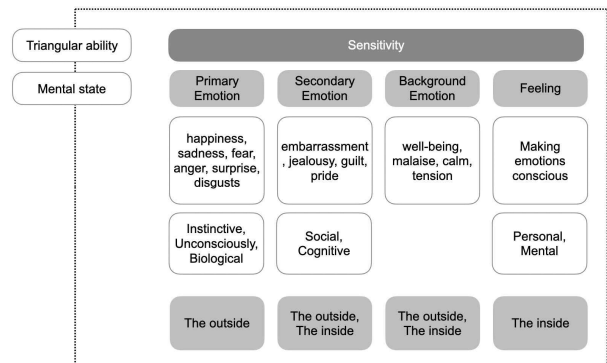 Triangular ability
Sensitivity
Mental state
Primary
Emotion
Secondary
Emotion
Background
Emotion
Feeling
happiness,
sadness, fear,
anger, surprise,
disgusts
embarrassment
, jealousy, guilt,
pride
well-being,
malaise, calm,
tension
Making
emotions
conscious
Instinctive,
Unconsciously,
Biological
Social,
Cognitive
Personal,
Mental
The outside
The outside,
The inside
The outside,
The inside
The inside